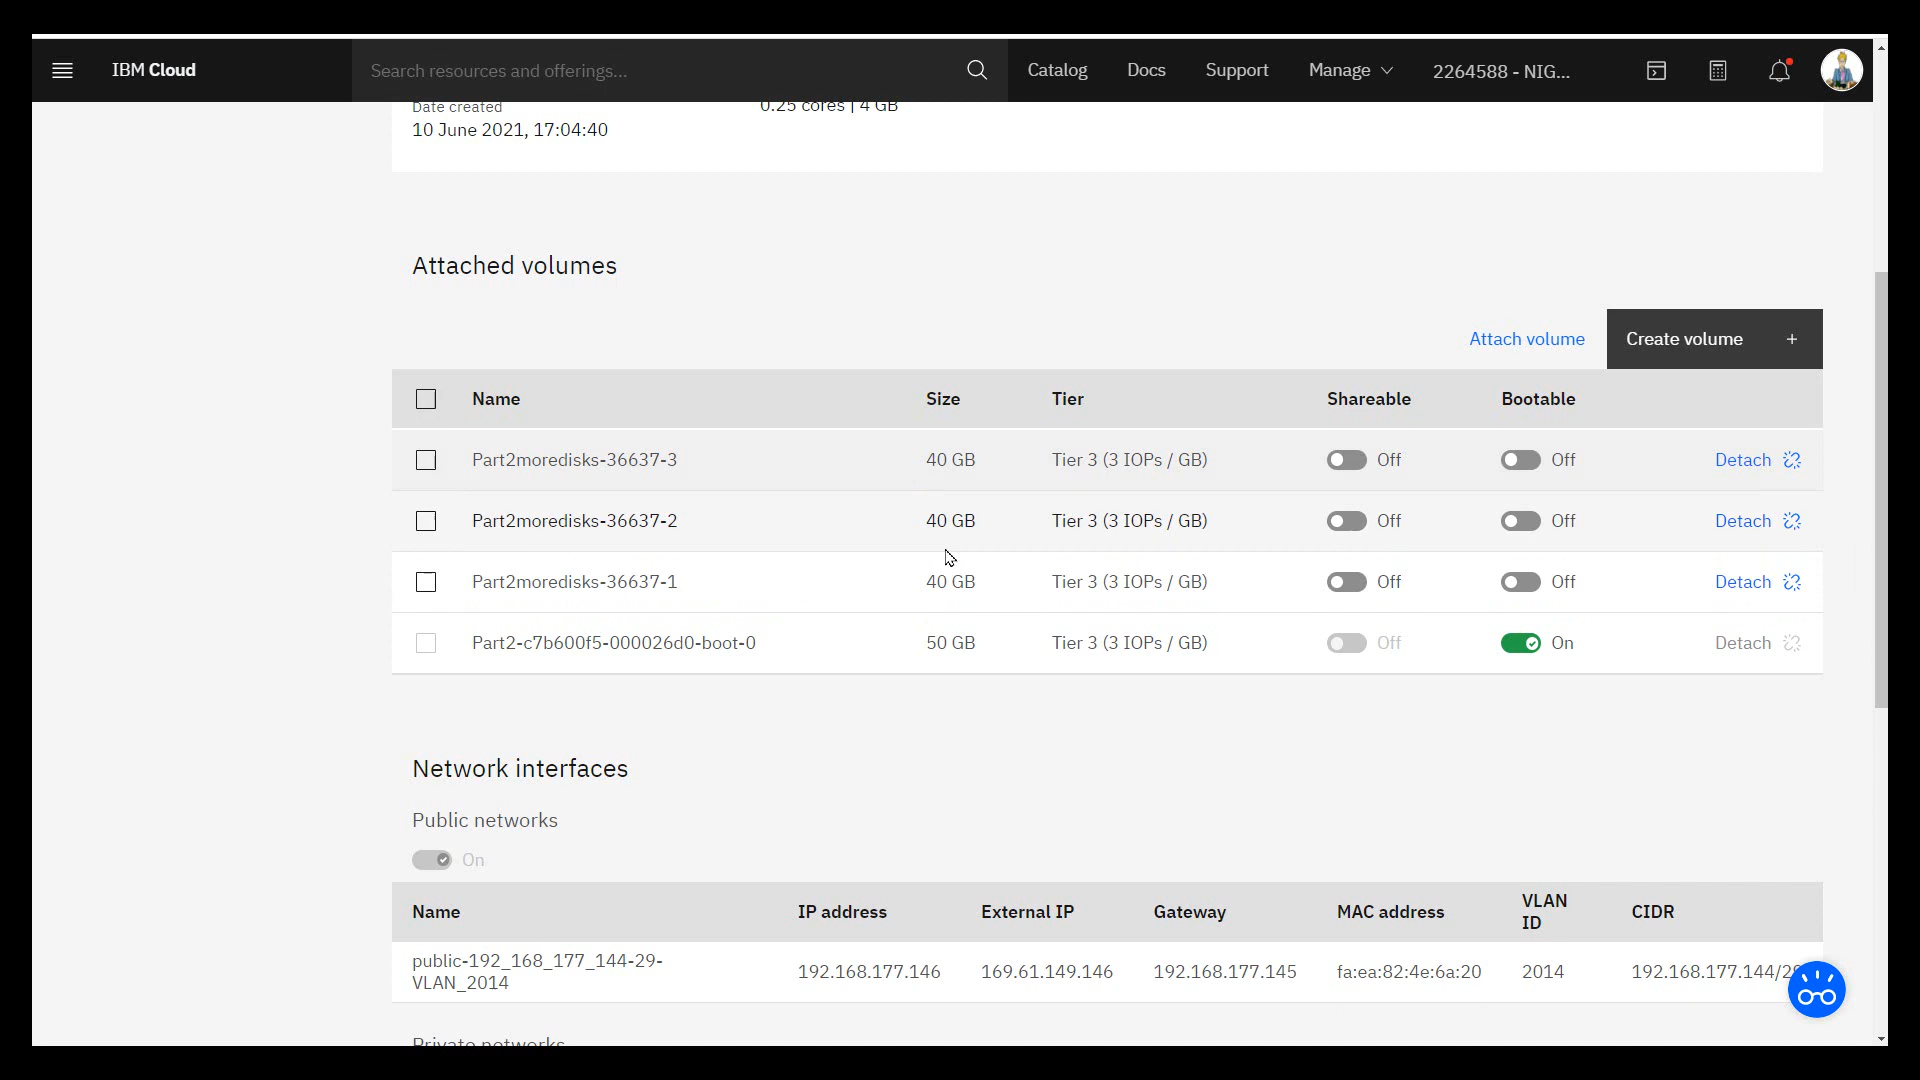 IBM Cloud Search resources and offerings... Catalog Docs Support Manage 2264588 - NIG...
Date created 0.25 cores | 4 GB
10 June 2021, 17:04:40
Attached volumes
Attach volume Create volume +
Name Size Tier Shareable Bootable
Part2moredisks-36637-3 40 GB Tier 3 (3 IOPs / GB) Off Off Detach
Part2moredisks-36637-2 40 GB Tier 3 (3 IOPs / GB) Off Off Detach
Part2moredisks-36637-1 40 GB Tier 3 (3 IOPs / GB) Off Off Detach
Part2-c7b600f5-000026d0-boot-0 50 GB Tier 3 (3 IOPs / GB) Off On Detach
Network interfaces
Public networks
On
Name IP address External IP Gateway MAC address VLAN ID CIDR
public-192_168_177_144-29-
VLAN_2014 192.168.177.146 169.61.149.146 192.168.177.145 fa:ea:82:4e:6a:20 2014 192.168.177.144/29
Private networks